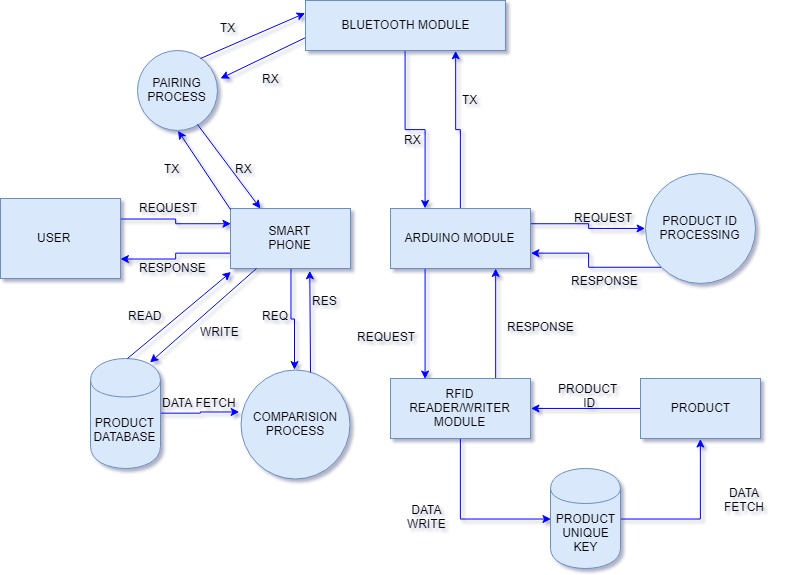 BLUETOOTH MODULE
TX
RX
PAIRING
PROCESS
TX
RX
TX
RX
USER
REQUEST
RESPONSE
SMART
PHONE
ARDUINO MODULE
REQUEST
RESPONSE
PRODUCT ID
PROCESSING
READ
WRITE
REQ
RES
REQUEST
RESPONSE
PRODUCT
DATABASE
DATA FETCH
COMPARISION
PROCESS
RFID
READER/WRITER
MODULE
PRODUCT
ID
PRODUCT
DATA
WRITE
PRODUCT
UNIQUE
KEY
DATA
FETCH